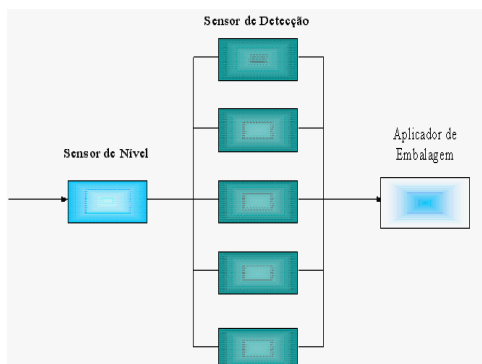 Sensor de Detecção
Sensor de Nível
Aplicador de
Embalagem